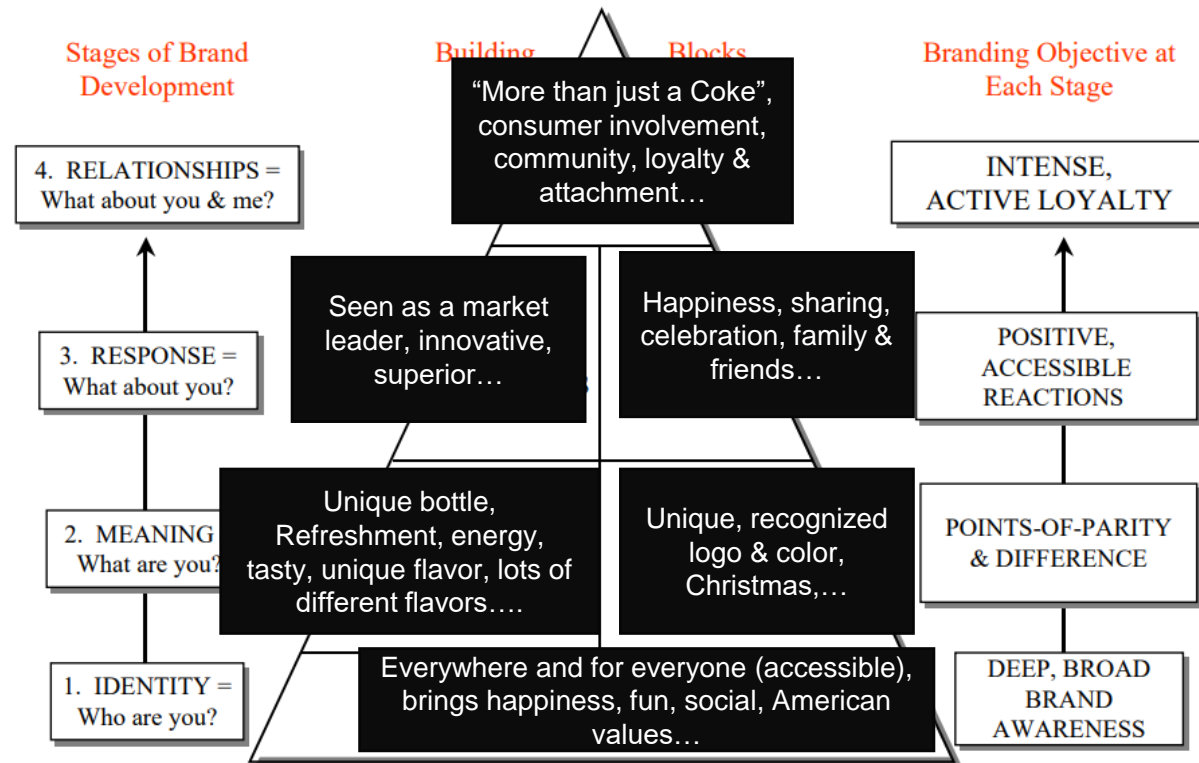 Stages of Brand
Development
Building
Blocks
Branding Objective at
Each Stage
“More than just a Coke”,
consumer involvement,
community, loyalty &
attachment…
4. RELATIONSHIPS =
What about you & me?
INTENSE,
ACTIVE LOYALTY
Seen as a market
leader, innovative,
superior…
Happiness, sharing,
celebration, family &
friends…
3. RESPONSE =
What about you?
POSITIVE,
ACCESSIBLE
REACTIONS
Unique bottle,
Refreshment, energy,
tasty, unique flavor, lots of
different flavors….
Unique, recognized
logo & color,
Christmas,…
2. MEANING
What are you?
POINTS-OF-PARITY
& DIFFERENCE
Everywhere and for everyone (accessible),
brings happiness, fun, social, American
values…
1. IDENTITY =
Who are you?
DEEP, BROAD
BRAND
AWARENESS